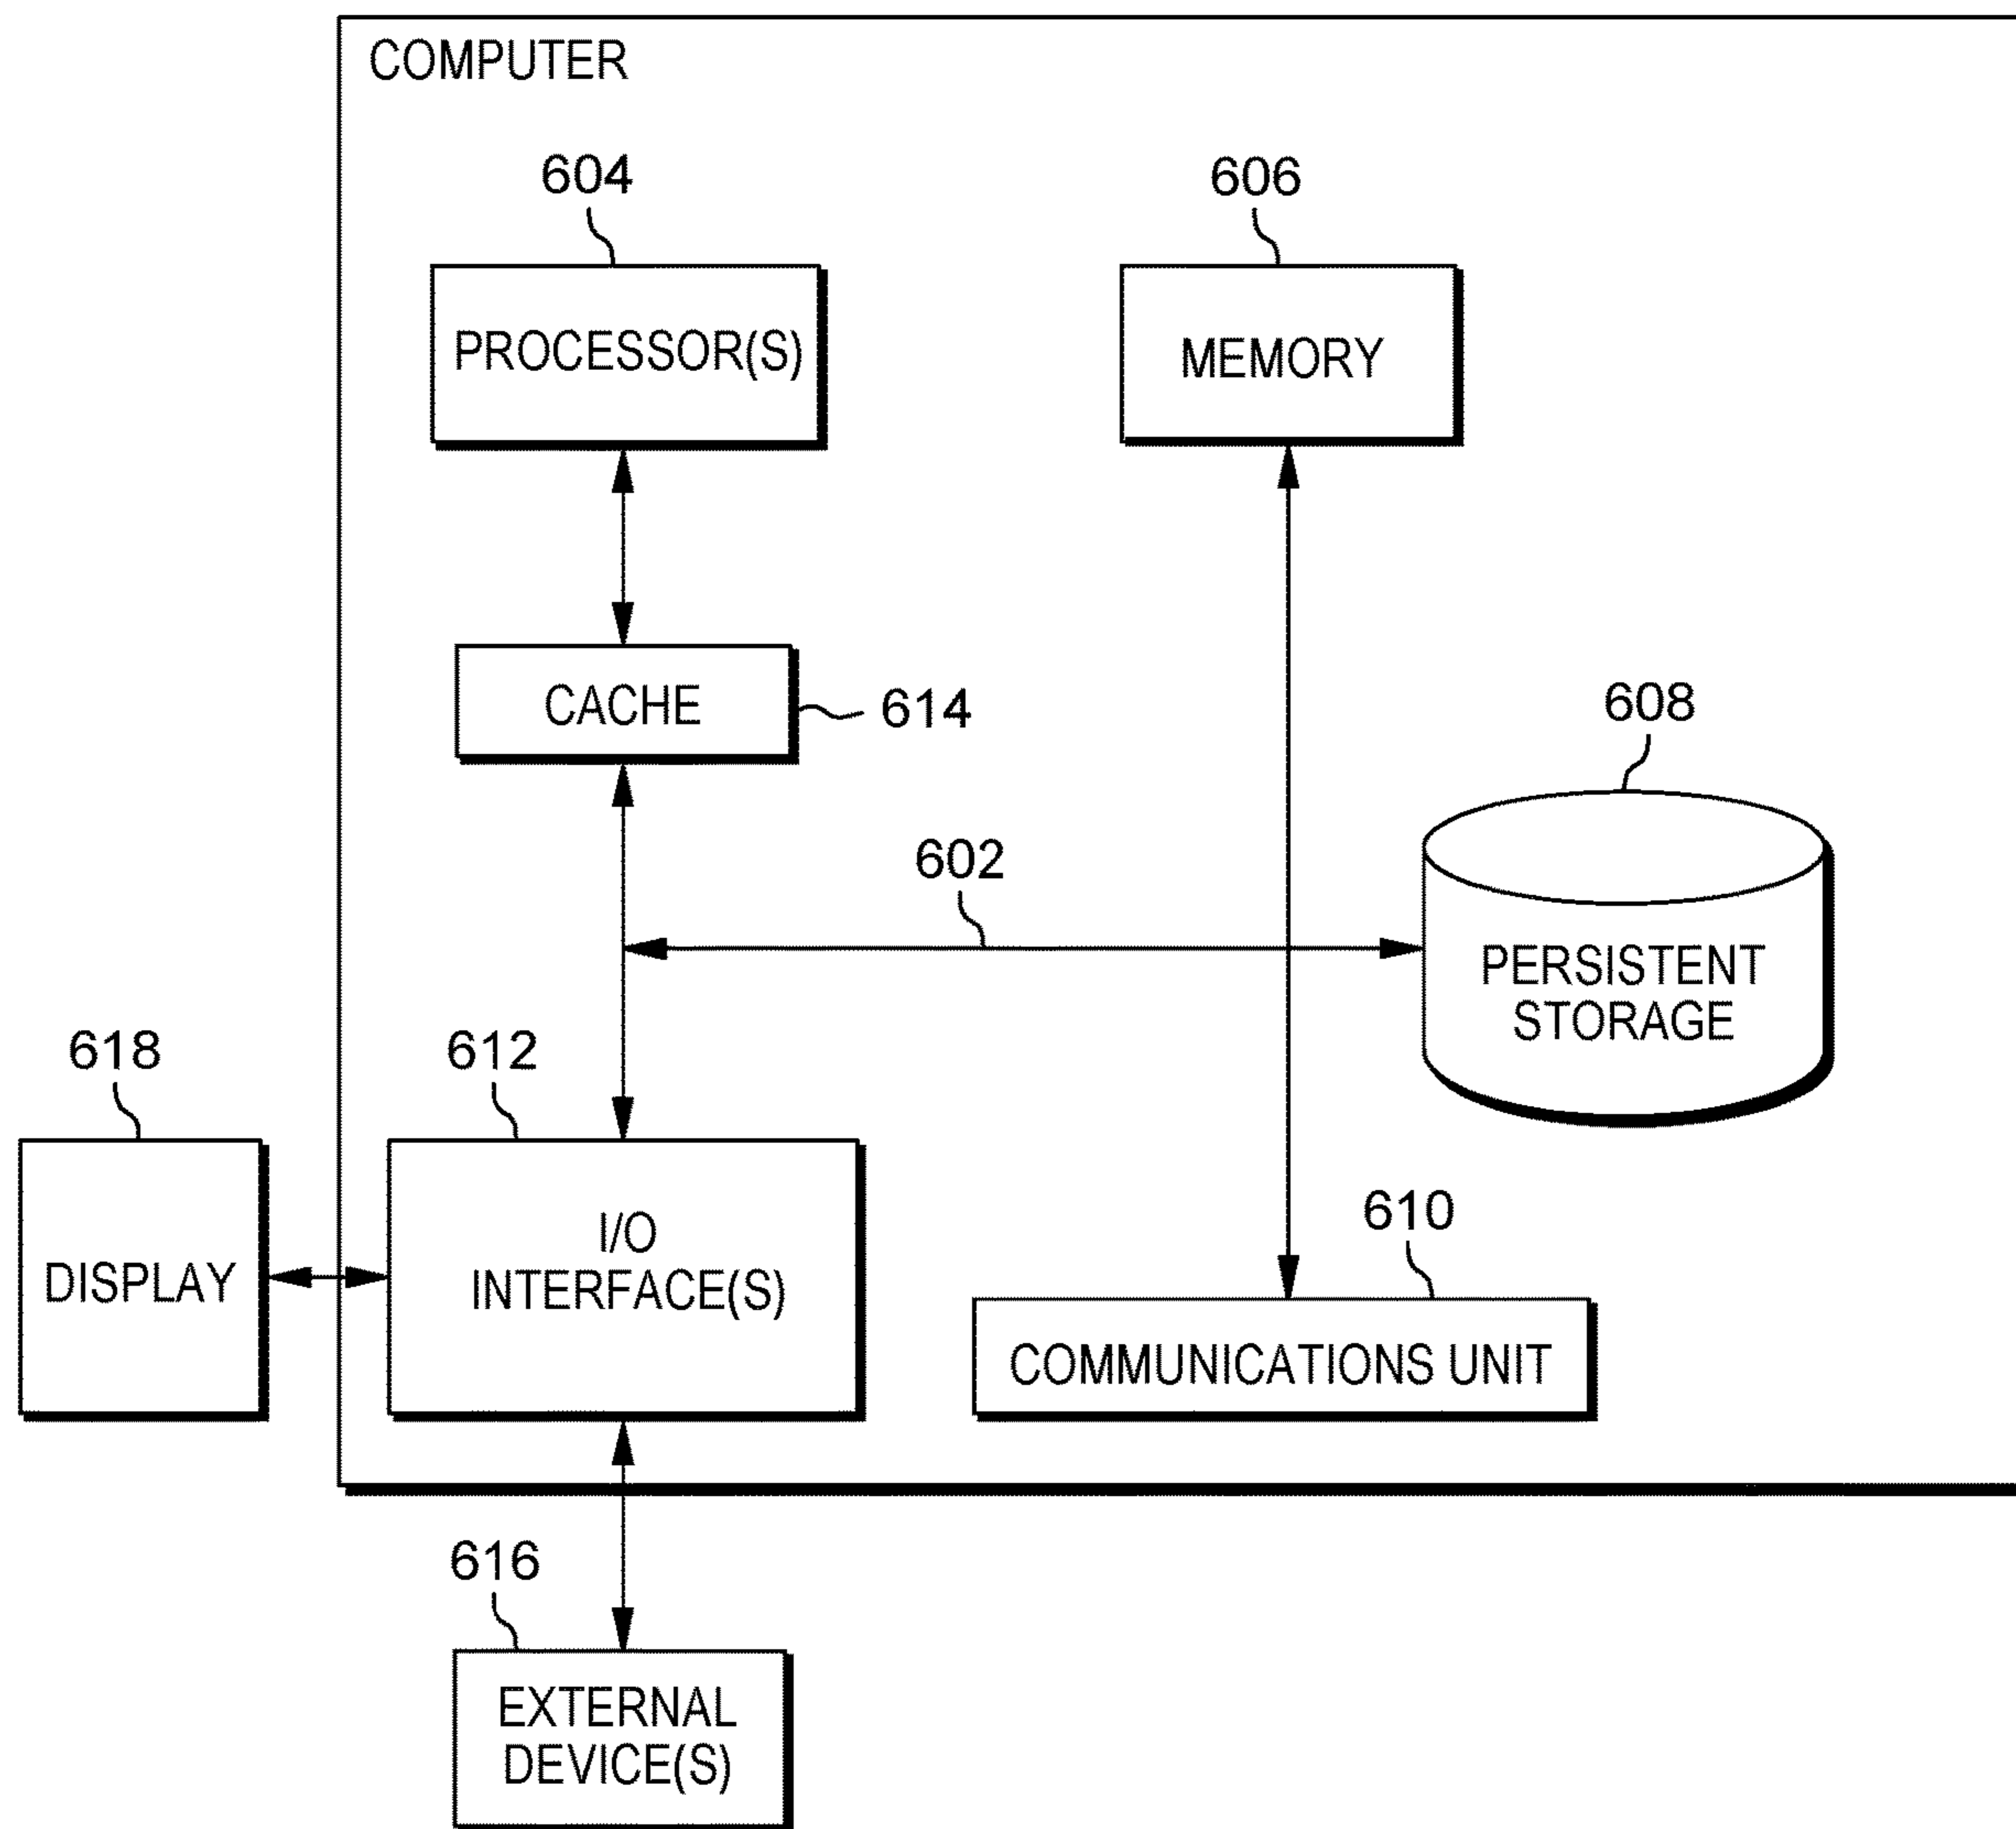 COMPUTER
604
606
PROCESSOR(S)
MEMORY
CACHE
614
608
602
PERSISTENT
STORAGE
618
612
610
DISPLAY
I/O
INTERFACE(S)
COMMUNICATIONS UNIT
616
EXTERNAL
DEVICE(S)